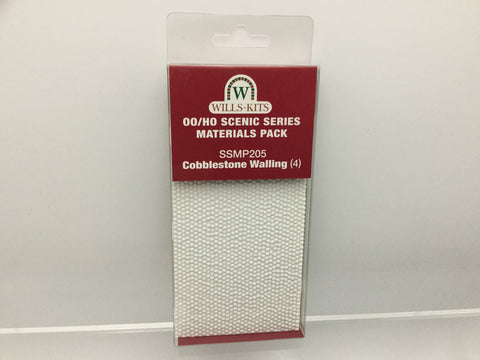 W
WILLS·KITS
OO/HO SCENIC SERIES
MATERIALS PACK
SSMP205
Cobblestone Walling (4)